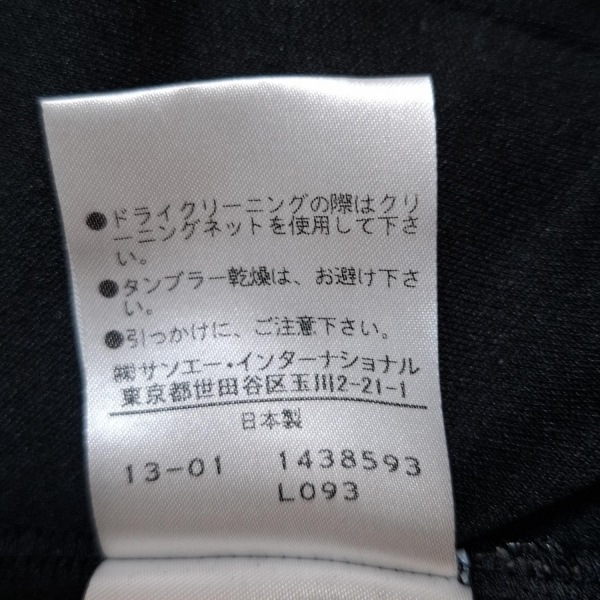 ●ドライクリーニングの際はクリ
ーニングネットを使用して下さ
い。
●タンブラー乾燥は、お避け下さ
い。
●引っかけに、ご注意下さい。
㈱サンエー・インターナショナル
東京都世田谷区玉川2-21-1
日本製
13-01 1438593
L093